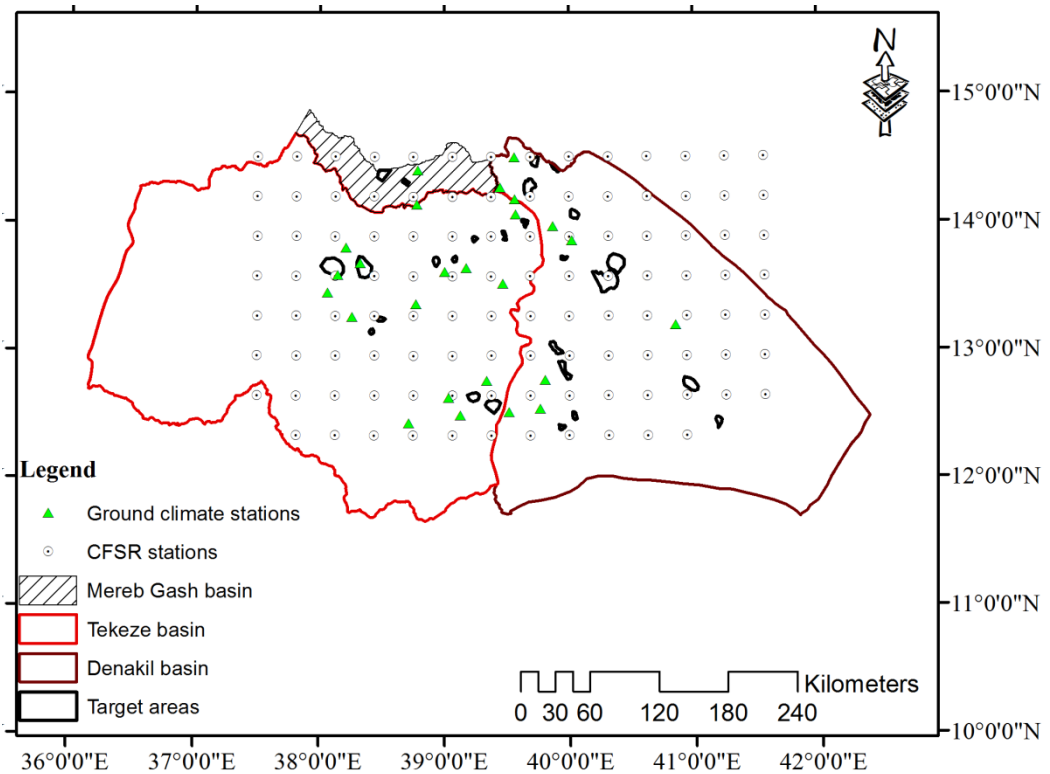 N
15°0'0"N
14°0'0"N
13°0'0"N
12°0'0"N
11°0'0"N
10°0'0"N
Legend
Ground climate stations
CFSR stations
Mereb Gash basin
Tekeze basin
Denakil basin
Target areas
Kilometers
0 30 60 120 180 240
36°0'0"E 37°0'0"E 38°0'0"E 39°0'0"E 40°0'0"E 41°0'0"E 42°0'0"E